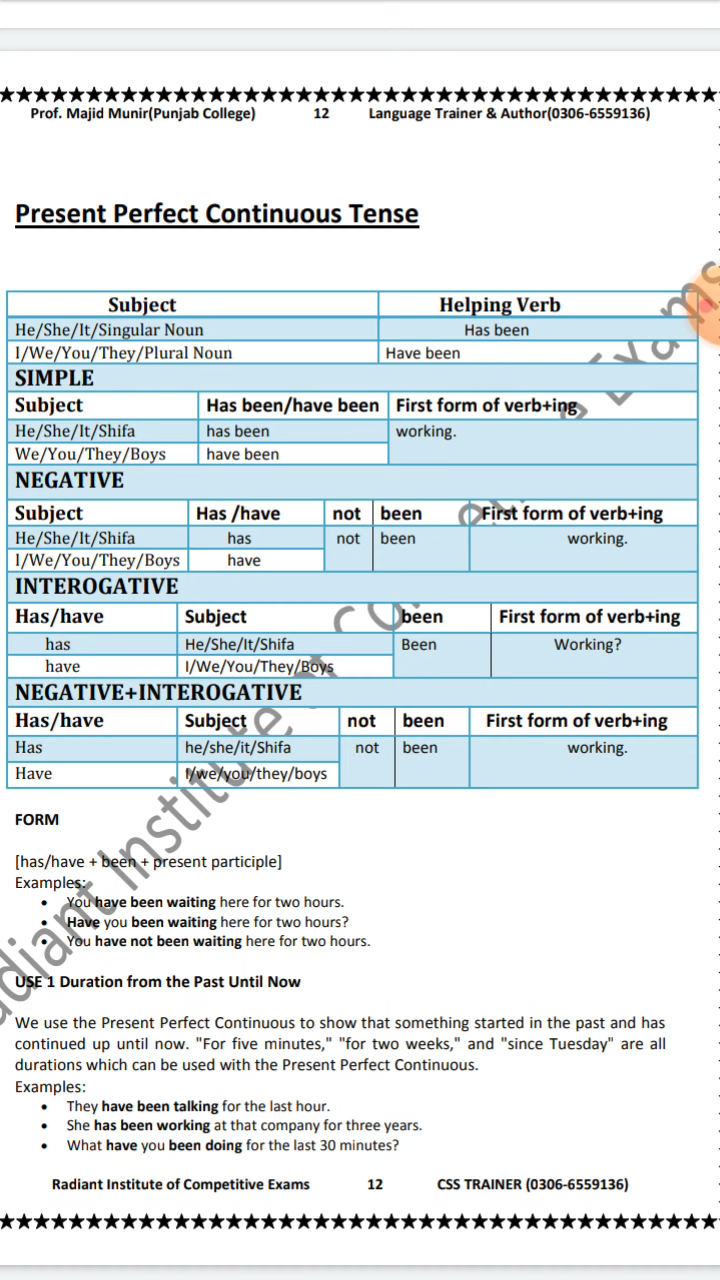 Prof. Majid Munir(Punjab College) 12 Language Trainer & Author(0306-6559136)
Present Perfect Continuous Tense
Subject Helping Verb
He/She/It/Singular Noun Has been
I/We/You/They/Plural Noun Have been
SIMPLE
Subject Has been/have been First form of verb+ing
He/She/It/Shifa has been working.
We/You/They/Boys have been
NEGATIVE
Subject Has /have not been First form of verb+ing
He/She/It/Shifa has not been working.
I/We/You/They/Boys have
INTEROGATIVE
Has/have Subject been First form of verb+ing
has He/She/It/Shifa Been Working?
have I/We/You/They/Boys
NEGATIVE+INTEROGATIVE
Has/have Subject not been First form of verb+ing
Has he/she/it/Shifa not been working.
Have I/we/you/they/boys
FORM
[has/have + been + present participle]
Examples:
• You have been waiting here for two hours.
• Have you been waiting here for two hours?
• You have not been waiting here for two hours.
USE 1 Duration from the Past Until Now
We use the Present Perfect Continuous to show that something started in the past and has
continued up until now. "For five minutes," "for two weeks," and "since Tuesday" are all
durations which can be used with the Present Perfect Continuous.
Examples:
• They have been talking for the last hour.
• She has been working at that company for three years.
• What have you been doing for the last 30 minutes?
Radiant Institute of Competitive Exams 12 CSS TRAINER (0306-6559136)